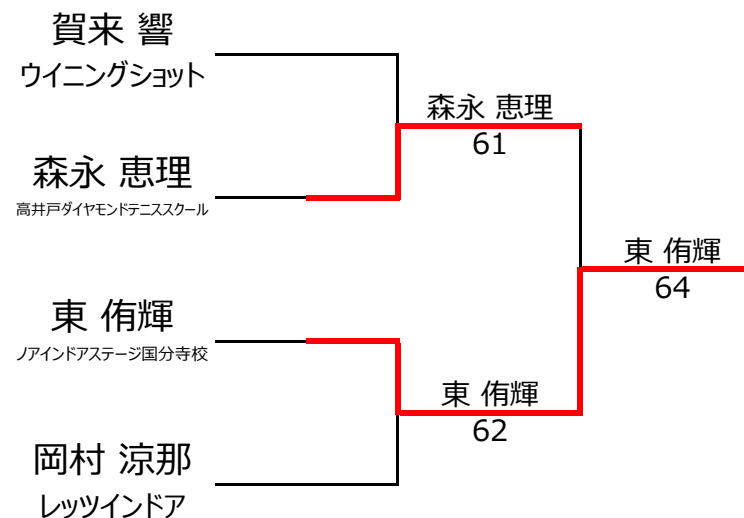 賀来 響
ウイニングショット
森永 恵理
61
森永 恵理
高井戸ダイヤモンドテニススクール
東 侑輝
64
東 侑輝
ノアインドアステージ国分寺校
東 侑輝
62
岡村 涼那
レッツインドア